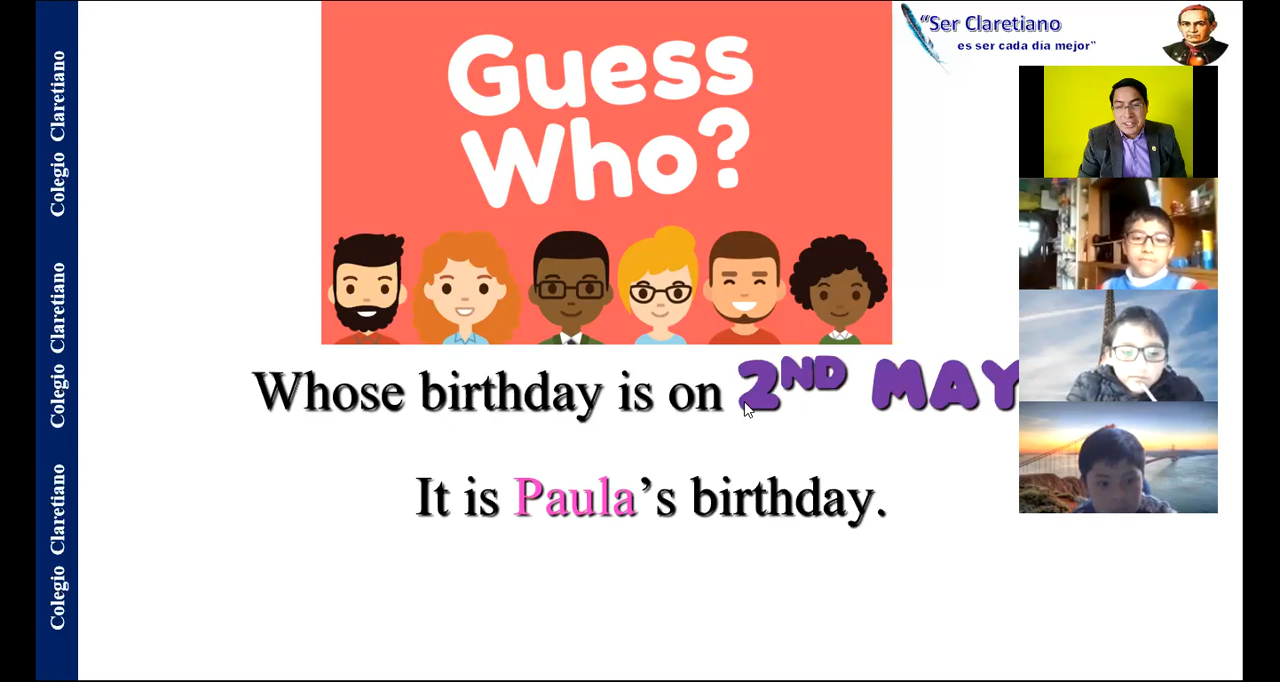 Guess
Who?
"Ser Claretiano
es ser cada día mejor"
Whose birthday is on 2ND MAY
It is Paula's birthday.
Colegio Claretiano
Colegio Claretiano
Colegio Claretiano